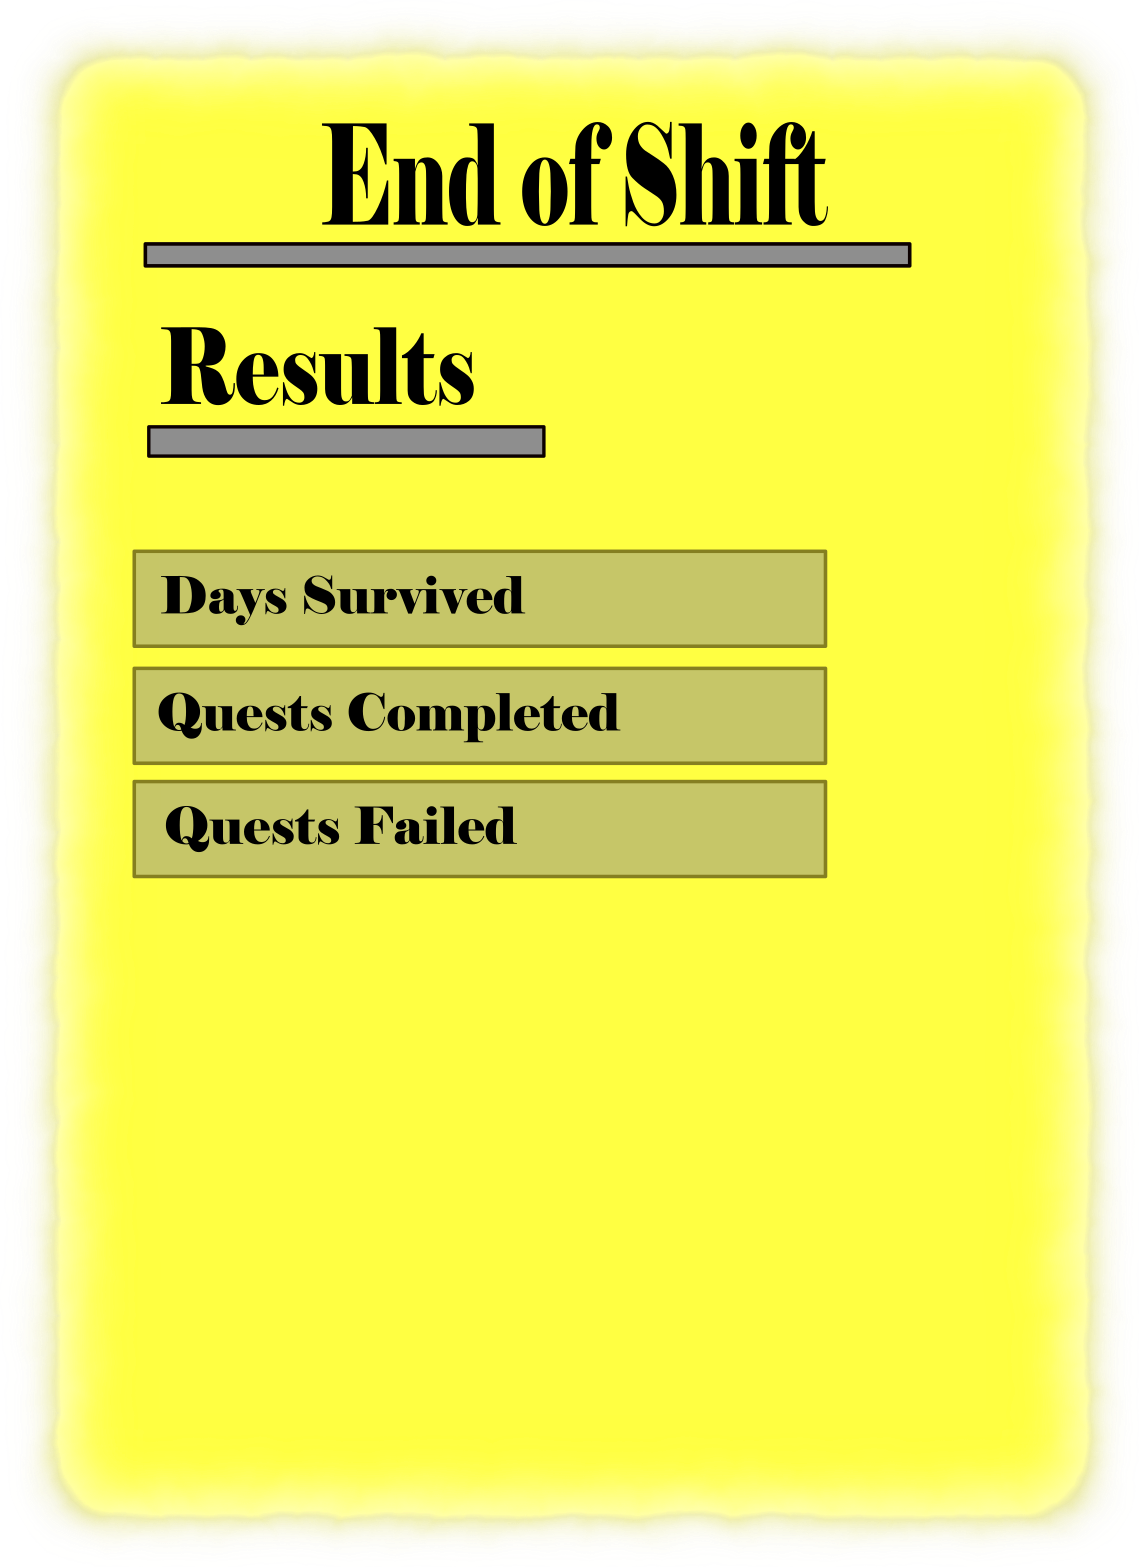 End of Shift
Results
Days Survived
Quests Completed
Quests Failed